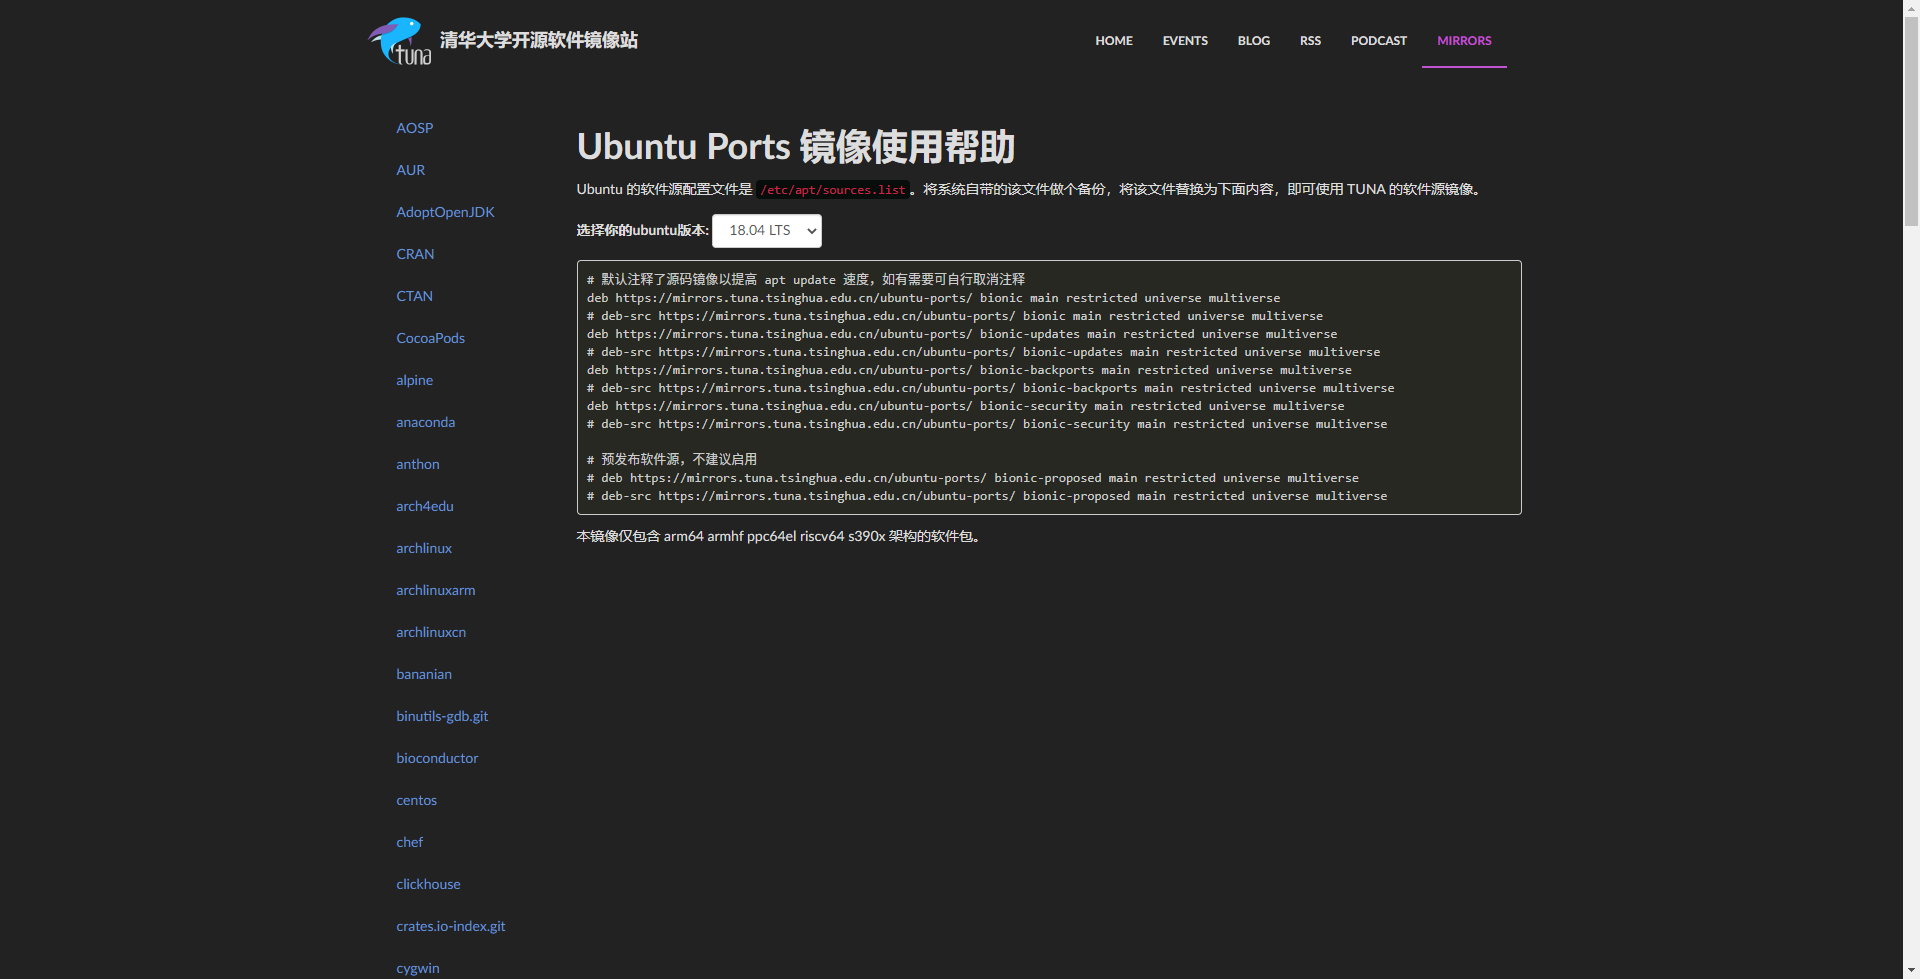 tuna 清华大学开源软件镜像站
HOME EVENTS BLOG RSS PODCAST MIRRORS
AOSP
AUR
AdoptOpenJDK
CRAN
CTAN
CocoaPods
alpine
anaconda
anthon
arch4edu
archlinux
archlinuxarm
archlinuxcn
bananian
binutils-gdb.git
bioconductor
centos
chef
clickhouse
crates.io-index.git
cygwin
Ubuntu Ports 镜像使用帮助
Ubuntu 的软件源配置文件是 /etc/apt/sources.list 。将系统自带的该文件做个备份，将该文件替换为下面内容，即可使用 TUNA 的软件源镜像。
选择你的ubuntu版本: 18.04 LTS
# 默认注释了源码镜像以提高 apt update 速度，如有需要可自行取消注释
deb https://mirrors.tuna.tsinghua.edu.cn/ubuntu-ports/ bionic main restricted universe multiverse
# deb-src https://mirrors.tuna.tsinghua.edu.cn/ubuntu-ports/ bionic main restricted universe multiverse
deb https://mirrors.tuna.tsinghua.edu.cn/ubuntu-ports/ bionic-updates main restricted universe multiverse
# deb-src https://mirrors.tuna.tsinghua.edu.cn/ubuntu-ports/ bionic-updates main restricted universe multiverse
deb https://mirrors.tuna.tsinghua.edu.cn/ubuntu-ports/ bionic-backports main restricted universe multiverse
# deb-src https://mirrors.tuna.tsinghua.edu.cn/ubuntu-ports/ bionic-backports main restricted universe multiverse
deb https://mirrors.tuna.tsinghua.edu.cn/ubuntu-ports/ bionic-security main restricted universe multiverse
# deb-src https://mirrors.tuna.tsinghua.edu.cn/ubuntu-ports/ bionic-security main restricted universe multiverse
# 预发布软件源，不建议启用
# deb https://mirrors.tuna.tsinghua.edu.cn/ubuntu-ports/ bionic-proposed main restricted universe multiverse
# deb-src https://mirrors.tuna.tsinghua.edu.cn/ubuntu-ports/ bionic-proposed main restricted universe multiverse
本镜像仅包含 arm64 armhf ppc64el riscv64 s390x 架构的软件包。